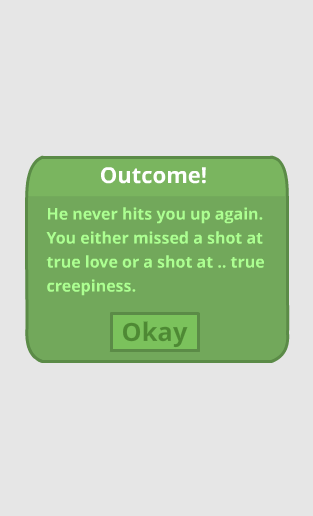 Outcome!
He never hits you up again.
You either missed a shot at
true love or a shot at .. true
creepiness.
Okay